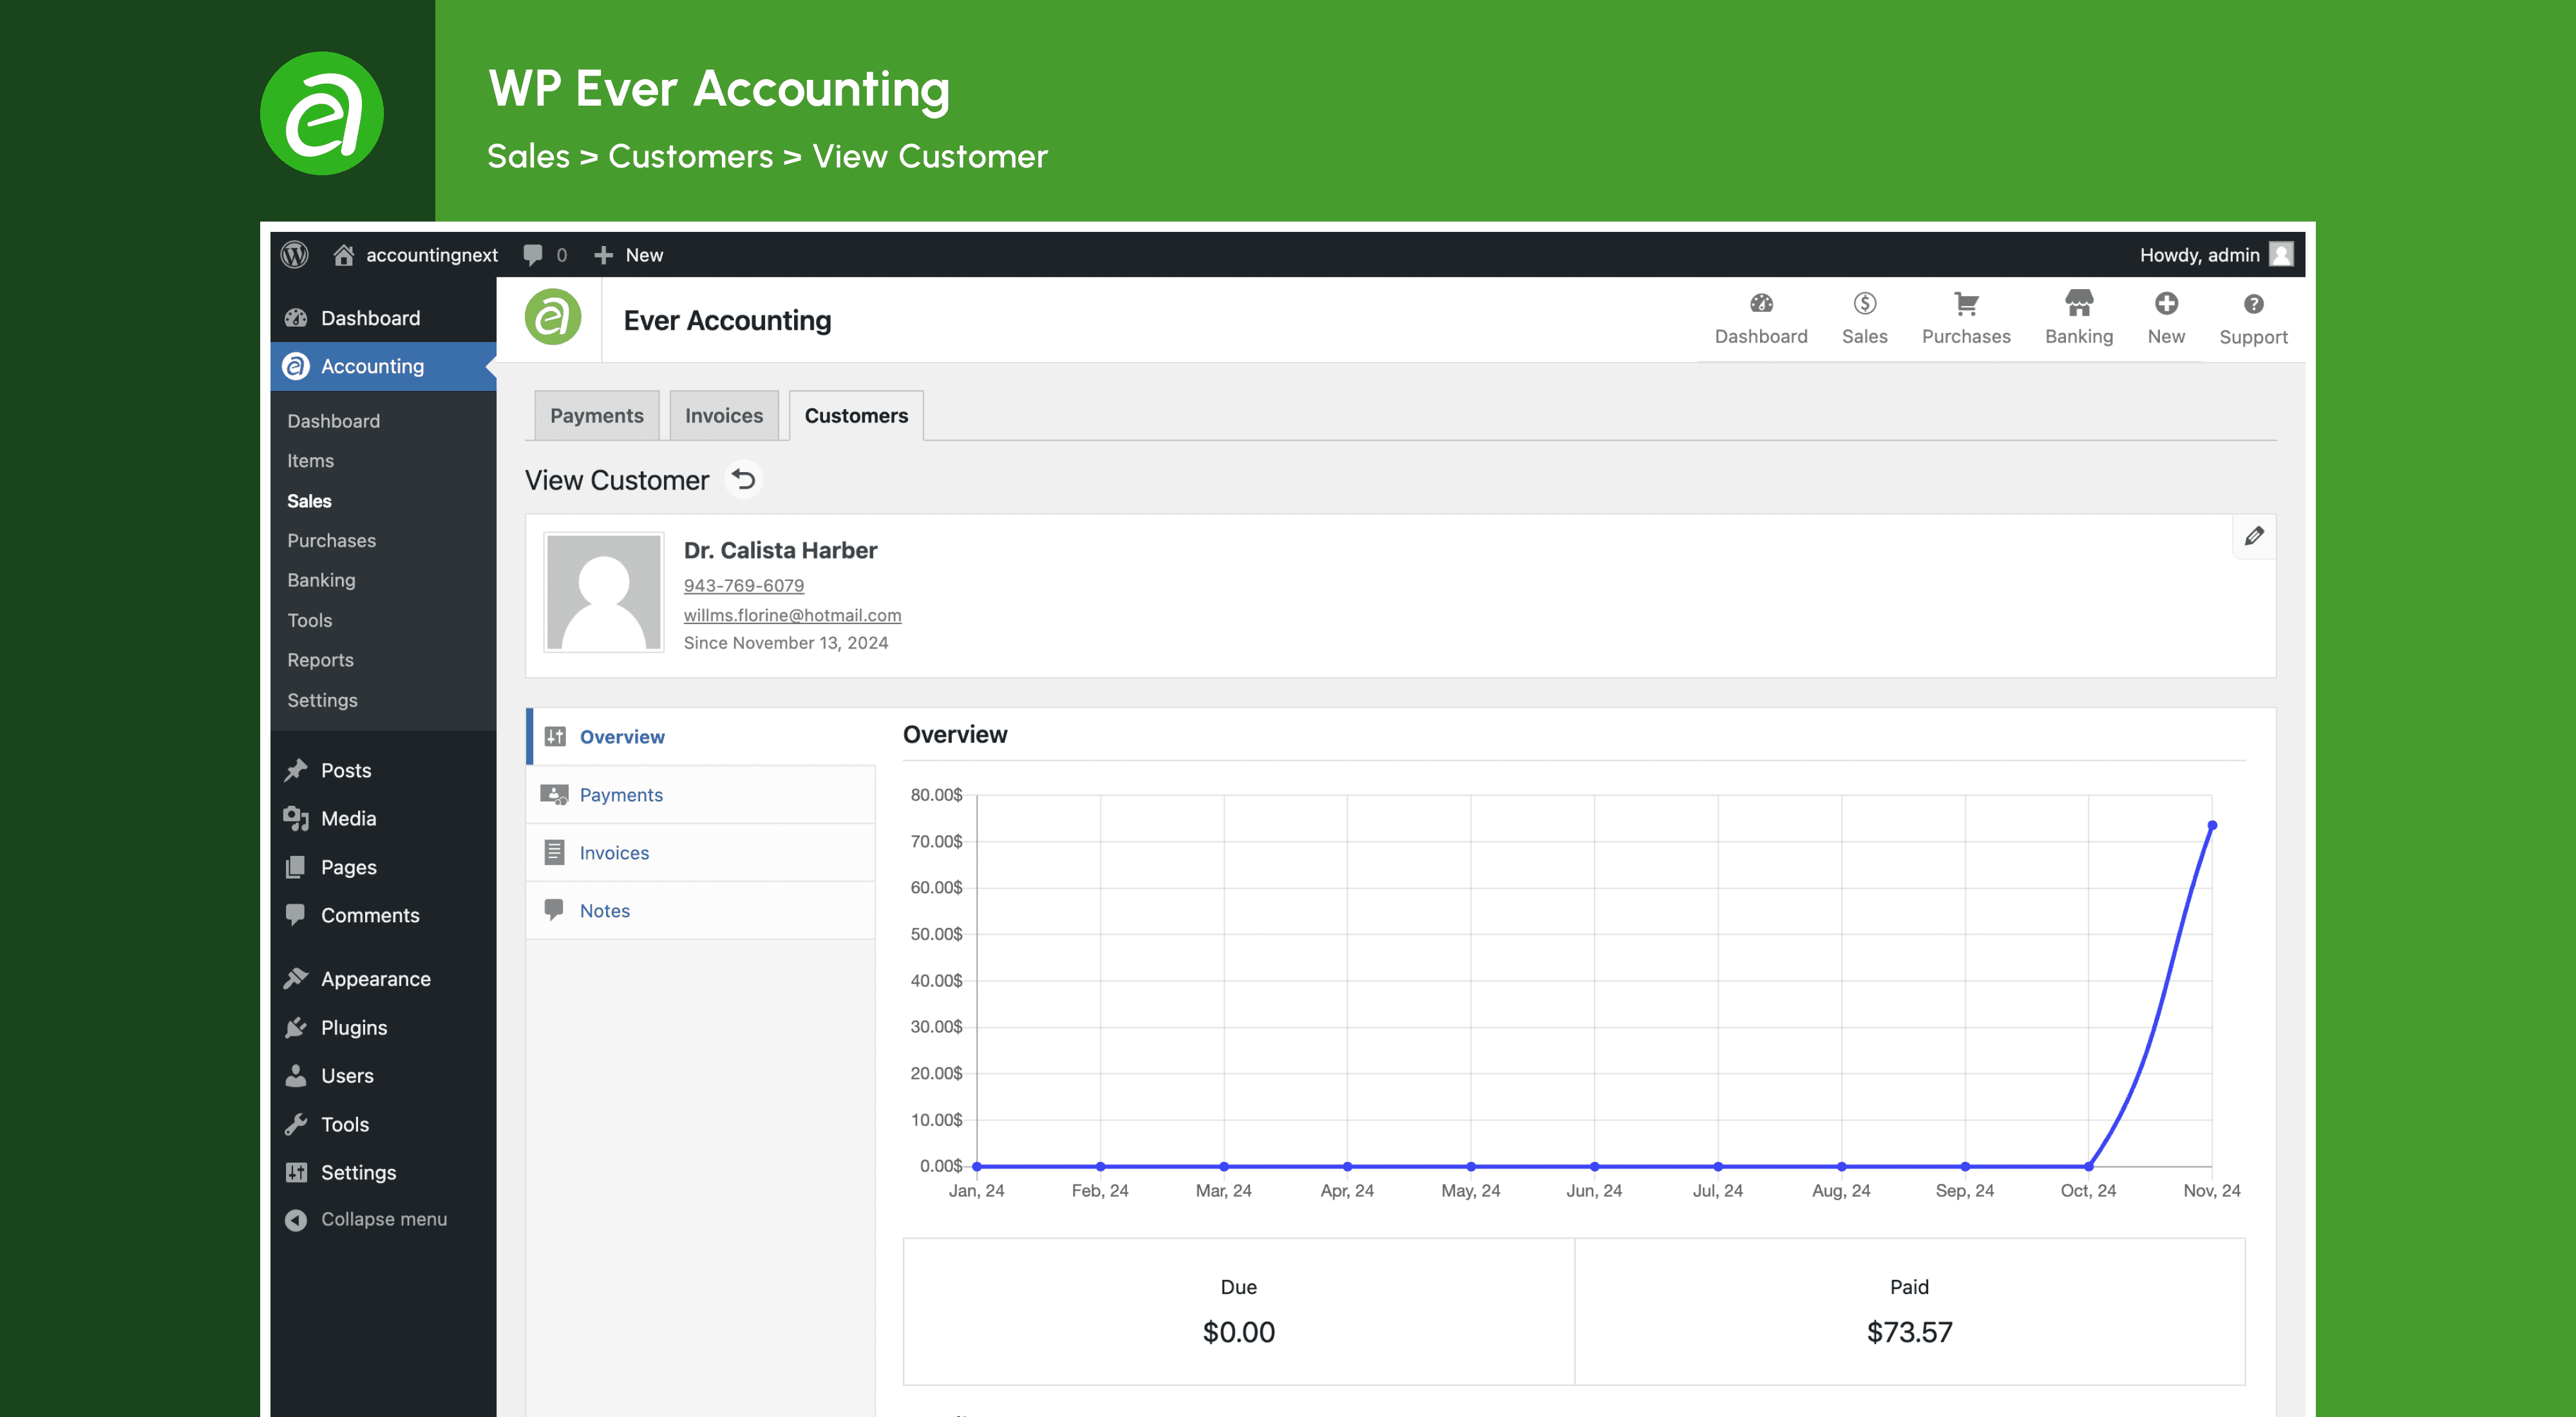 WP Ever Accounting
Sales > Customers > View Customer
accountingnext 0 New Howdy, admin
Dashboard
Accounting
Dashboard
Items
Sales
Purchases
Banking
Tools
Reports
Settings
Posts
Media
Pages
Comments
Appearance
Plugins
Users
Tools
Settings
Collapse menu
Ever Accounting
Dashboard Sales Purchases Banking New Support
Payments Invoices Customers
View Customer
Dr. Calista Harber
943-769-6079
willms.florine@hotmail.com
Since November 13, 2024
Overview
Payments
Invoices
Notes
Overview
80.00$
70.00$
60.00$
50.00$
40.00$
30.00$
20.00$
10.00$
0.00$
Jan, 24 Feb, 24 Mar, 24 Apr, 24 May, 24 Jun, 24 Jul, 24 Aug, 24 Sep, 24 Oct, 24 Nov, 24
Due
$0.00
Paid
$73.57